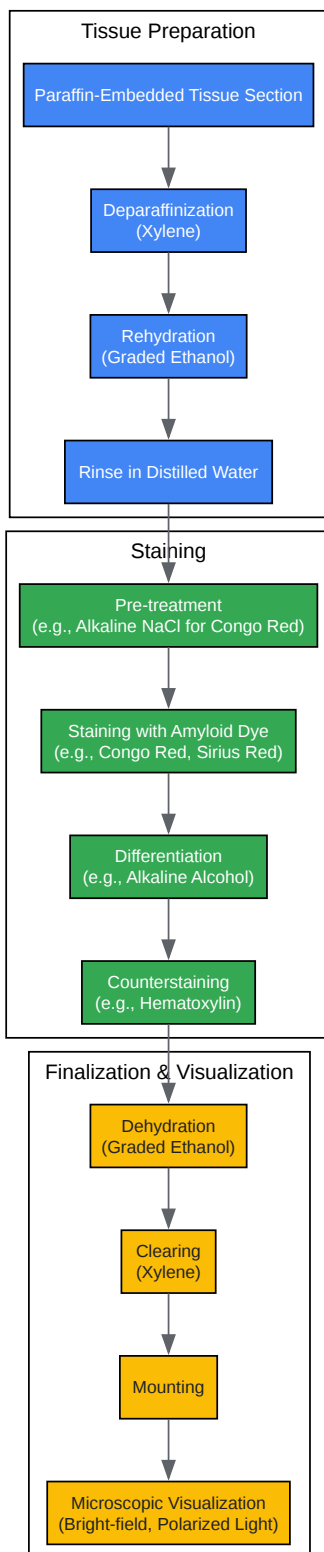 Tissue Preparation
Paraffin-Embedded Tissue Section
Deparaffinization
(Xylene)
Rehydration
(Graded Ethanol)
Rinse in Distilled Water
Staining
Pre-treatment
(e.g., Alkaline NaCl for Congo Red)
Staining with Amyloid Dye
(e.g., Congo Red, Sirius Red)
Differentiation
(e.g., Alkaline Alcohol)
Counterstaining
(e.g., Hematoxylin)
Finalization & Visualization
Dehydration
(Graded Ethanol)
Clearing
(Xylene)
Mounting
Microscopic Visualization
(Bright-field, Polarized Light)